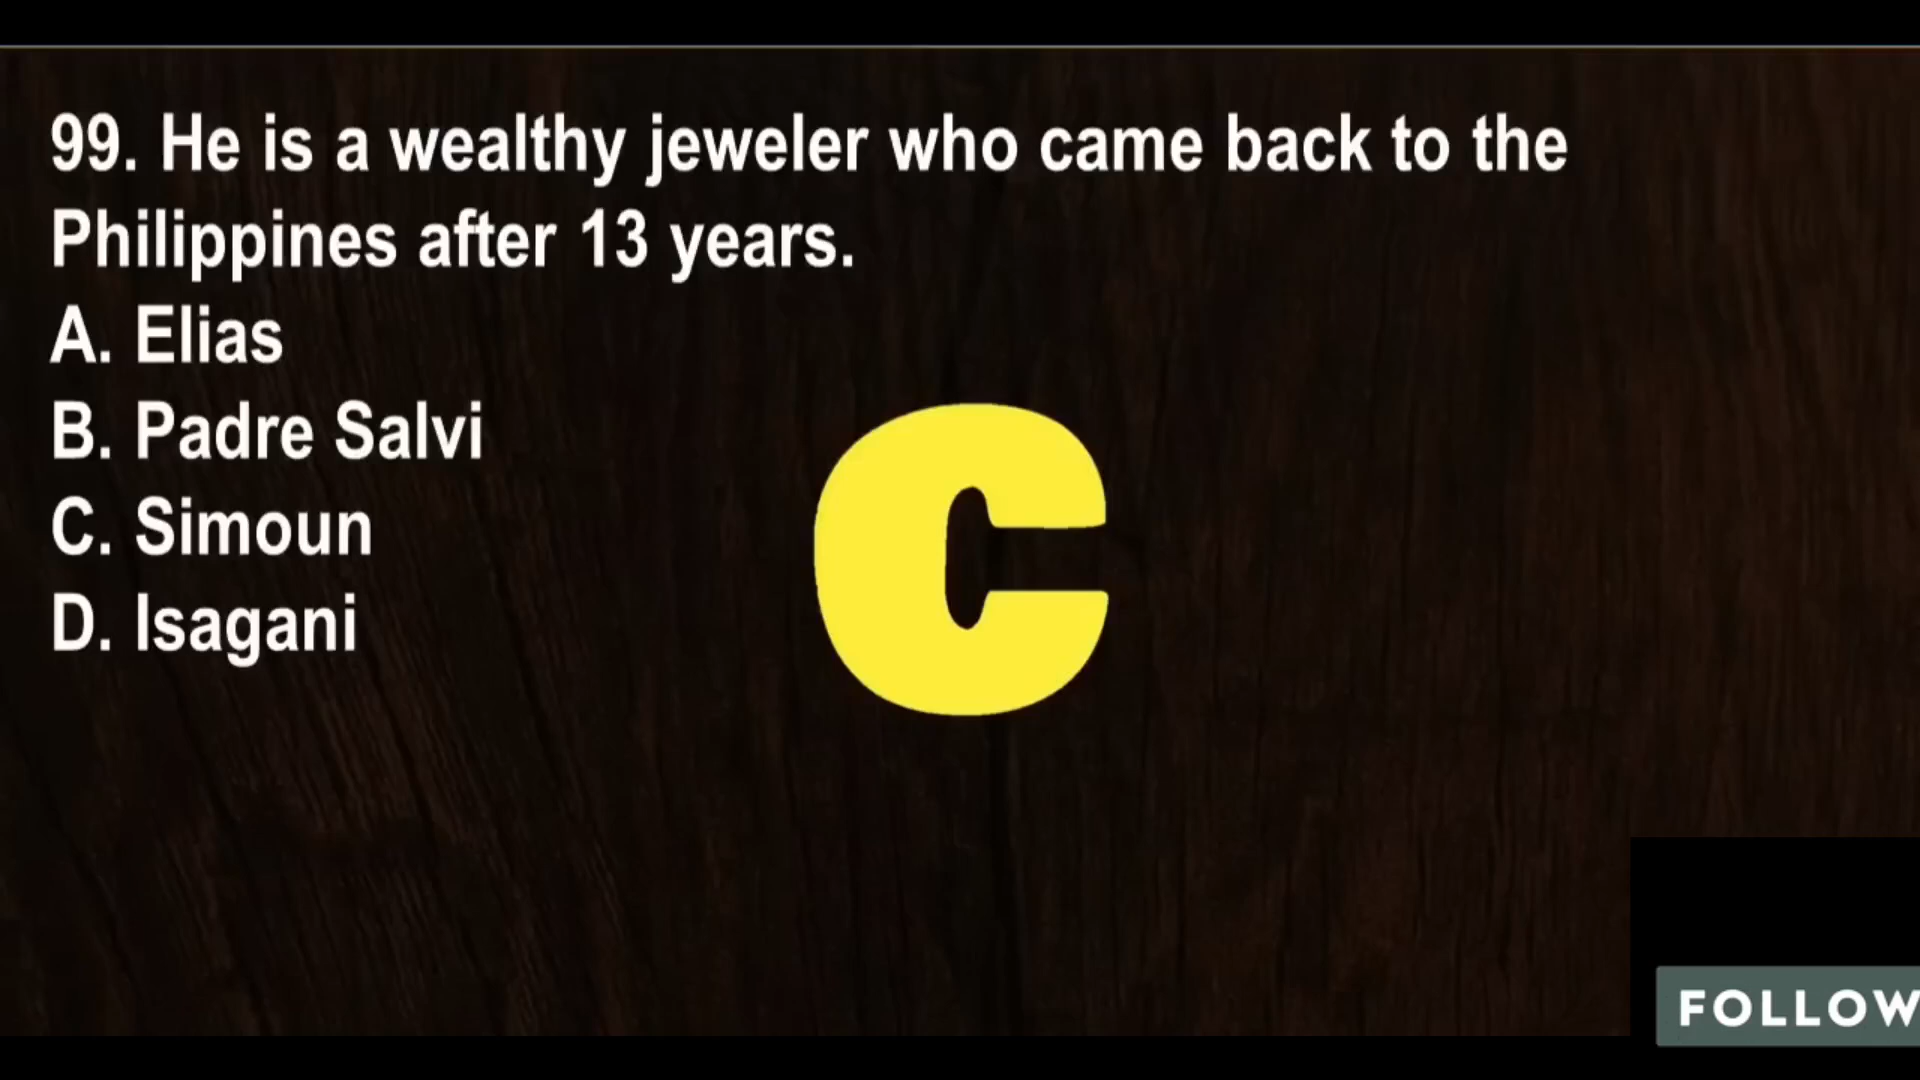 99. He is a wealthy jeweler who came back to the
Philippines after 13 years.
A. Elias
B. Padre Salvi
C. Simoun
D. Isagani
C
FOLLOW